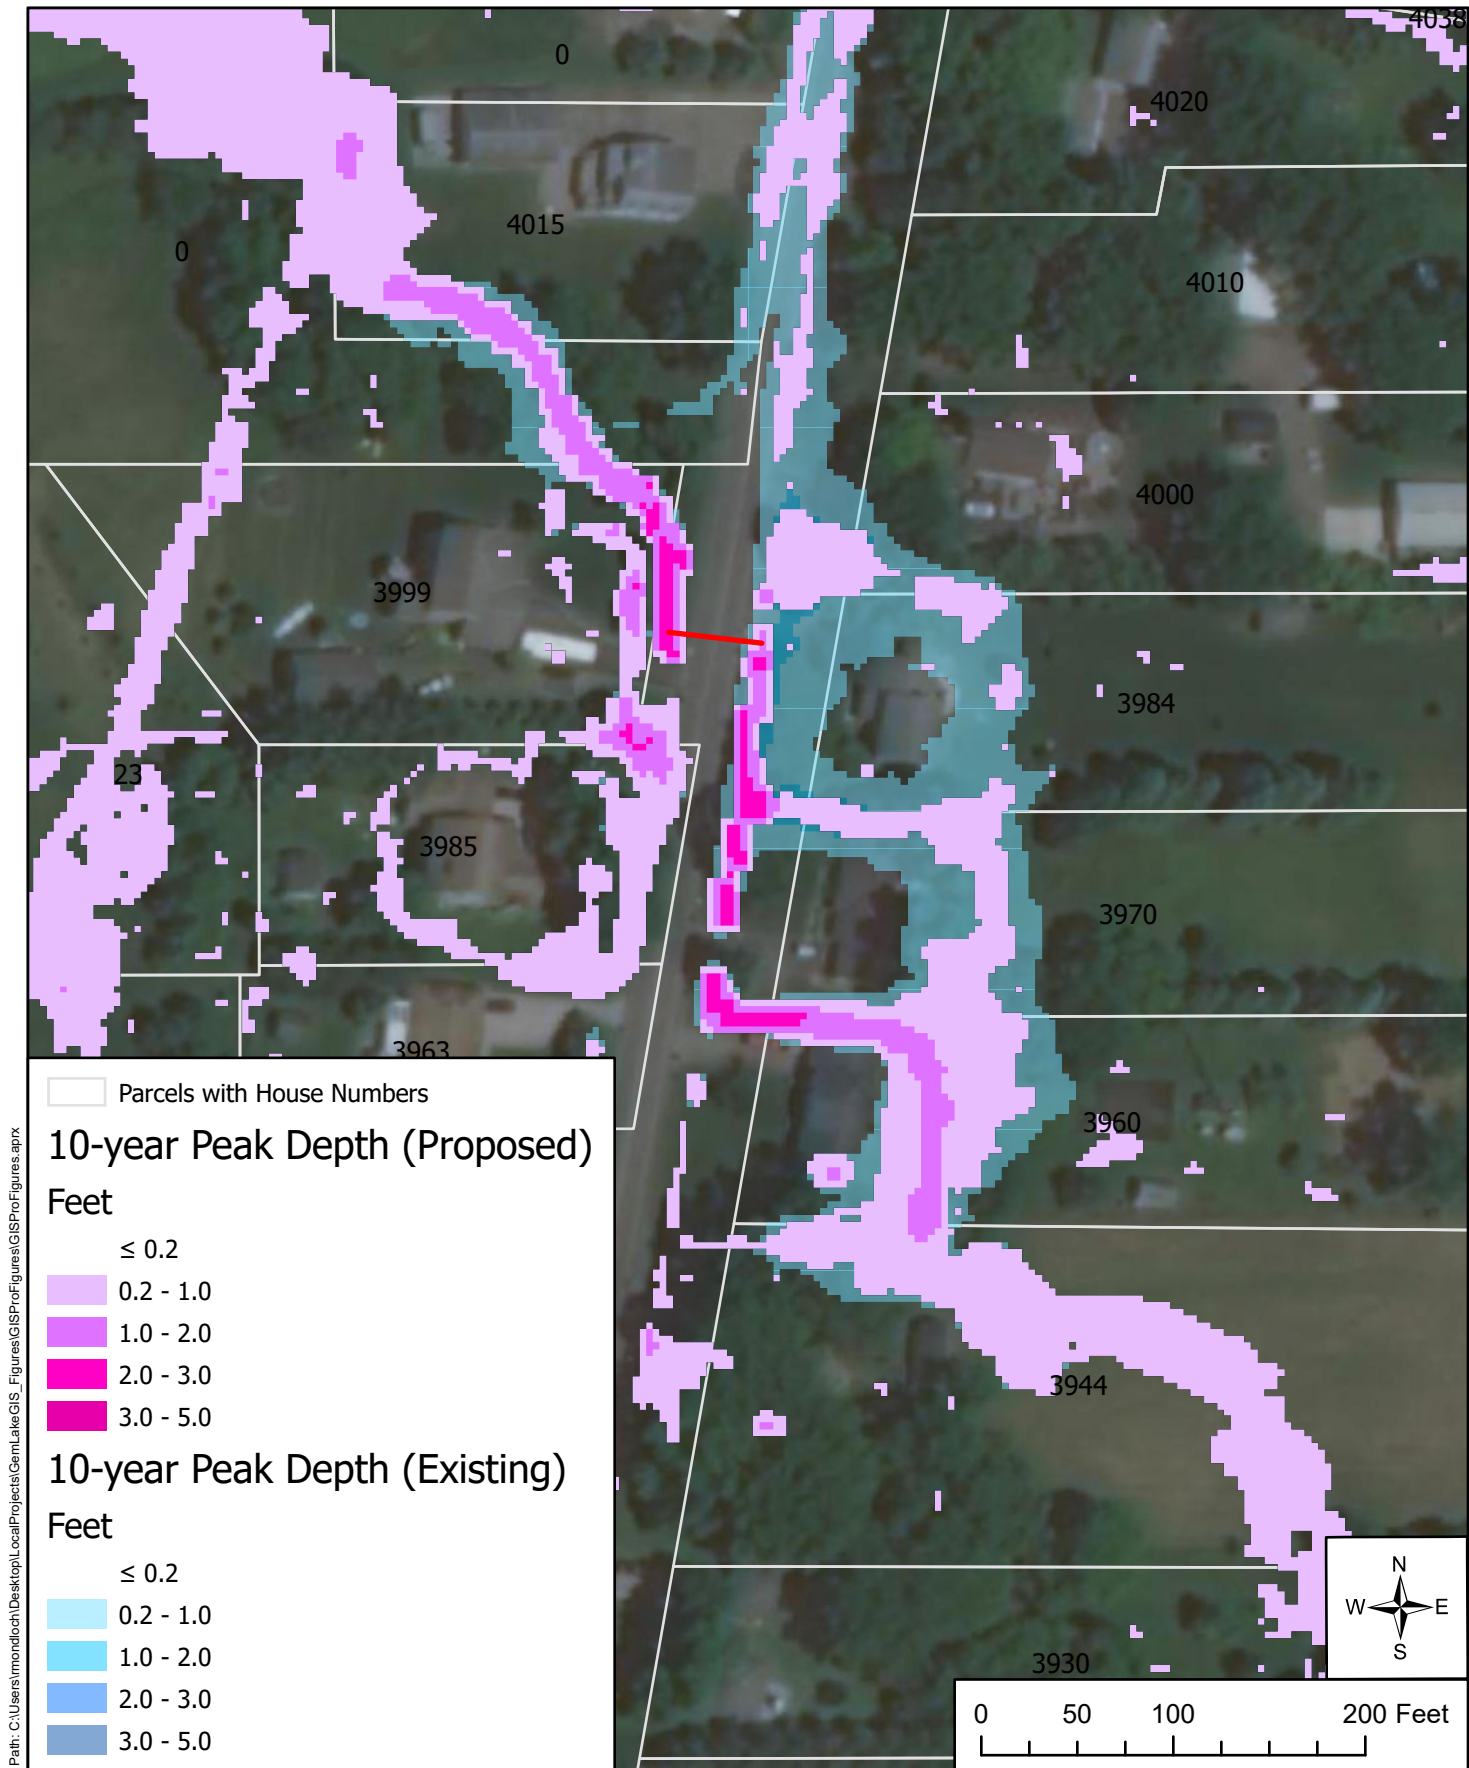 4038
0
4020
4015
0
4010
4000
3999
3984
23
3985
3970
3963
3960
3944
3930
Parcels with House Numbers
10-year Peak Depth (Proposed)
Feet
≤ 0.2
0.2 - 1.0
1.0 - 2.0
2.0 - 3.0
3.0 - 5.0
10-year Peak Depth (Existing)
Feet
≤ 0.2
0.2 - 1.0
1.0 - 2.0
2.0 - 3.0
3.0 - 5.0
N
W E
S
0 50 100 200 Feet
Path: C:\Users\rmondloch\Desktop\LocalProjects\GemLakeGIS_Figures\GISProFigures\GISProFigures.aprx